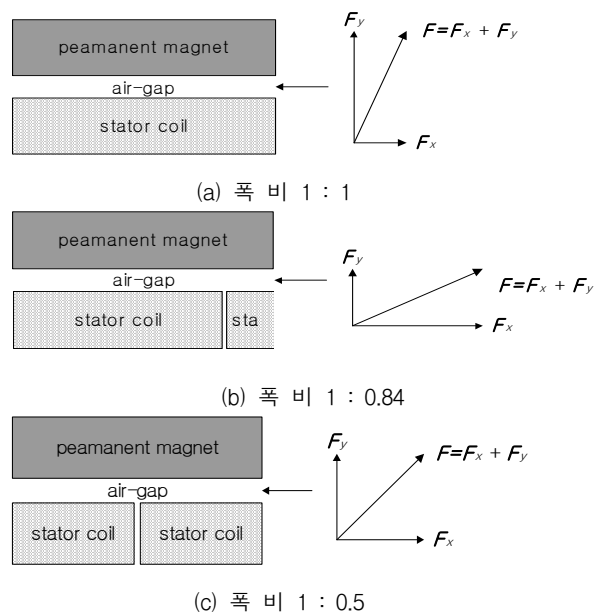 peamanent magnet
air-gap
stator coil
Fy
F=Fx + Fy
Fx
(a) 폭 비 1 : 1
peamanent magnet
air-gap
stator coil
sta
Fy
F=Fx + Fy
Fx
(b) 폭 비 1 : 0.84
peamanent magnet
air-gap
stator coil
stator coil
Fy
F=Fx + Fy
Fx
(c) 폭 비 1 : 0.5